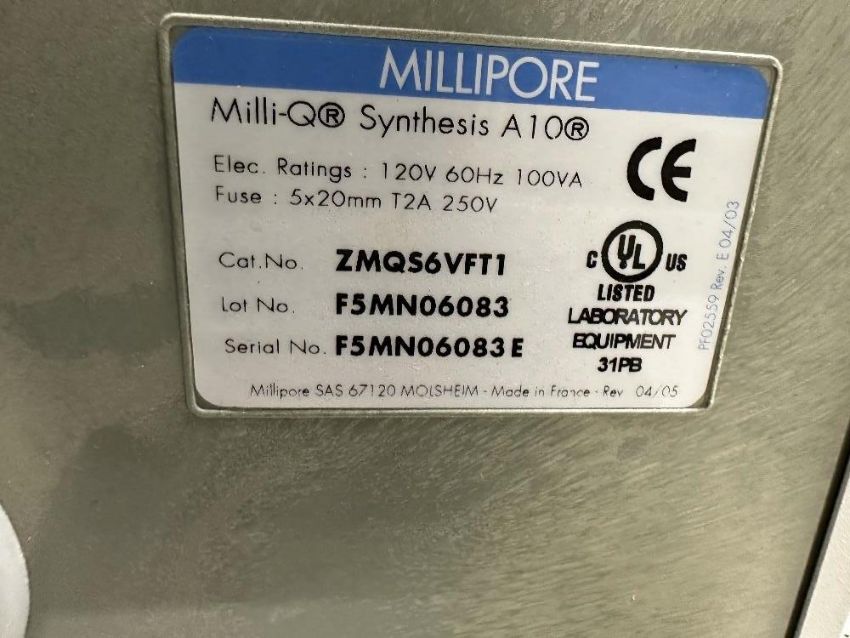 MILLIPORE
Milli-Q® Synthesis A10®
Elec. Ratings : 120V 60Hz 100VA
Fuse : 5x20mm T2A 250V
CE
Cat.No. ZMQS6VFT1
Lot No. F5MN06083
Serial No. F5MN06083E
C UL US
LISTED
LABORATORY
EQUIPMENT
31PB
PF02559 Rev. E 04/03
Millipore SAS 67120 MOLSHEIM - Made in France - Rev 04/05